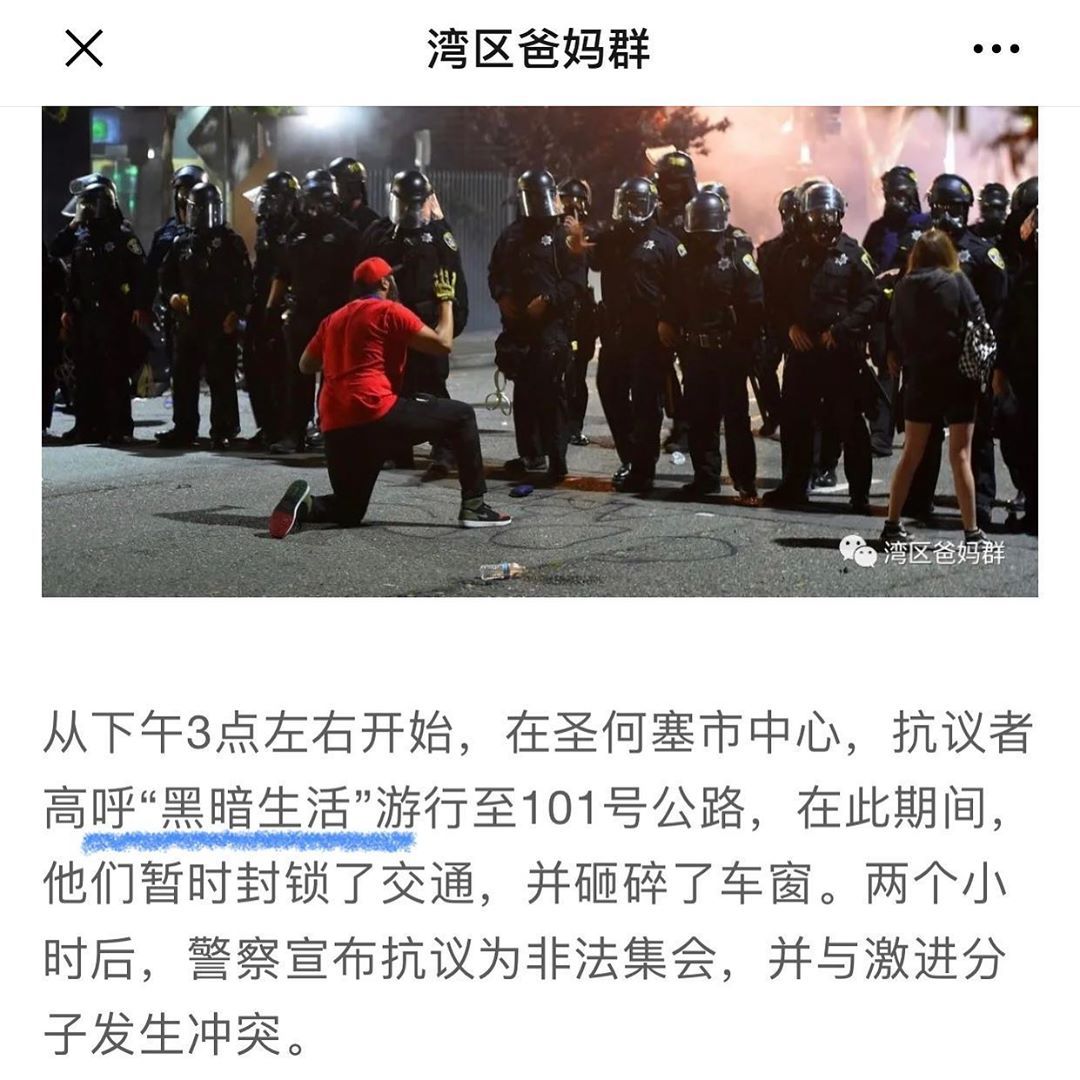 湾区爸妈群
湾区爸妈群
从下午3点左右开始，在圣何塞市中心，抗议者
高呼“黑暗生活”游行至101号公路，在此期间，
他们暂时封锁了交通，并砸碎了车窗。两个小
时后，警察宣布抗议为非法集会，并与激进分
子发生冲突。